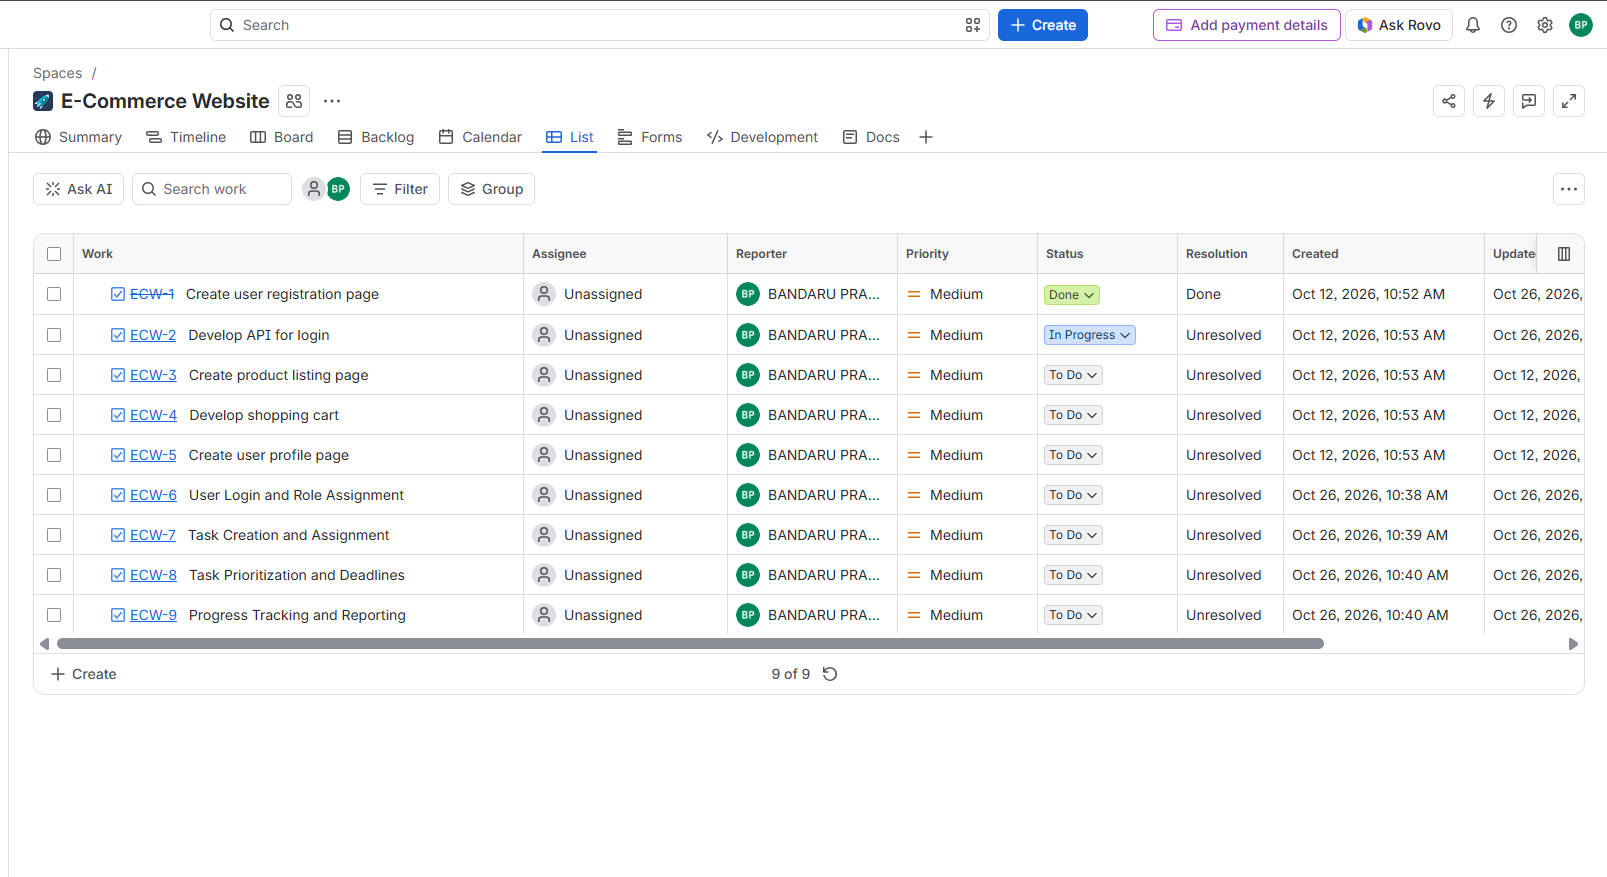 Search
Create
Add payment details
Ask Rovo
BP
Spaces /
E-Commerce Website
Summary Timeline Board Backlog Calendar List Forms Development Docs
Ask AI Search work BP Filter Group
Work Assignee Reporter Priority Status Resolution Created Update
ECW-1 Create user registration page Unassigned BP BANDARU PRA... Medium Done Done Oct 12, 2026, 10:52 AM Oct 26, 2026,
ECW-2 Develop API for login Unassigned BP BANDARU PRA... Medium In Progress Unresolved Oct 12, 2026, 10:53 AM Oct 26, 2026,
ECW-3 Create product listing page Unassigned BP BANDARU PRA... Medium To Do Unresolved Oct 12, 2026, 10:53 AM Oct 12, 2026,
ECW-4 Develop shopping cart Unassigned BP BANDARU PRA... Medium To Do Unresolved Oct 12, 2026, 10:53 AM Oct 12, 2026,
ECW-5 Create user profile page Unassigned BP BANDARU PRA... Medium To Do Unresolved Oct 12, 2026, 10:53 AM Oct 12, 2026,
ECW-6 User Login and Role Assignment Unassigned BP BANDARU PRA... Medium To Do Unresolved Oct 26, 2026, 10:38 AM Oct 26, 2026,
ECW-7 Task Creation and Assignment Unassigned BP BANDARU PRA... Medium To Do Unresolved Oct 26, 2026, 10:39 AM Oct 26, 2026,
ECW-8 Task Prioritization and Deadlines Unassigned BP BANDARU PRA... Medium To Do Unresolved Oct 26, 2026, 10:40 AM Oct 26, 2026,
ECW-9 Progress Tracking and Reporting Unassigned BP BANDARU PRA... Medium To Do Unresolved Oct 26, 2026, 10:40 AM Oct 26, 2026,
Create 9 of 9